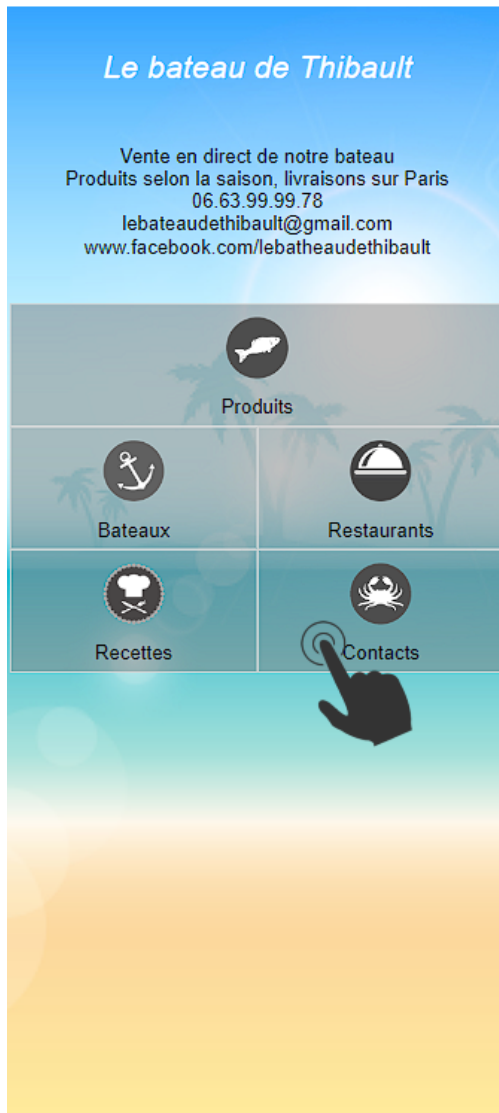 Le bateau de Thibault
Vente en direct de notre bateau
Produits selon la saison, livraisons sur Paris
06.63.99.99.78
lebateaudethibault@gmail.com
www.facebook.com/lebatheaudethibault
Produits
Bateaux
Restaurants
Recettes
Contacts